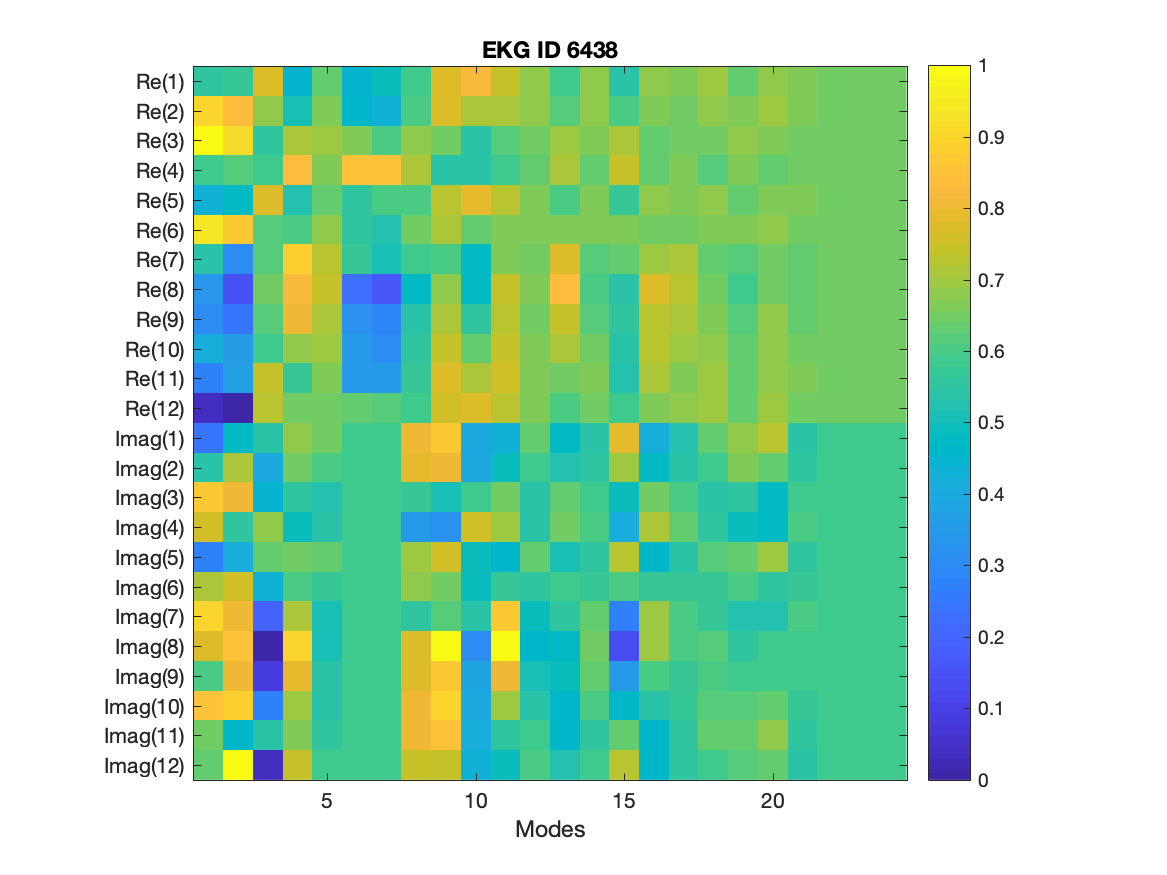 EKG ID 6438
Re(1)
Re(2)
Re(3)
Re(4)
Re(5)
Re(6)
Re(7)
Re(8)
Re(9)
Re(10)
Re(11)
Re(12)
Imag(1)
Imag(2)
Imag(3)
Imag(4)
Imag(5)
Imag(6)
Imag(7)
Imag(8)
Imag(9)
Imag(10)
Imag(11)
Imag(12)
5 10 15 20
Modes
1
0.9
0.8
0.7
0.6
0.5
0.4
0.3
0.2
0.1
0